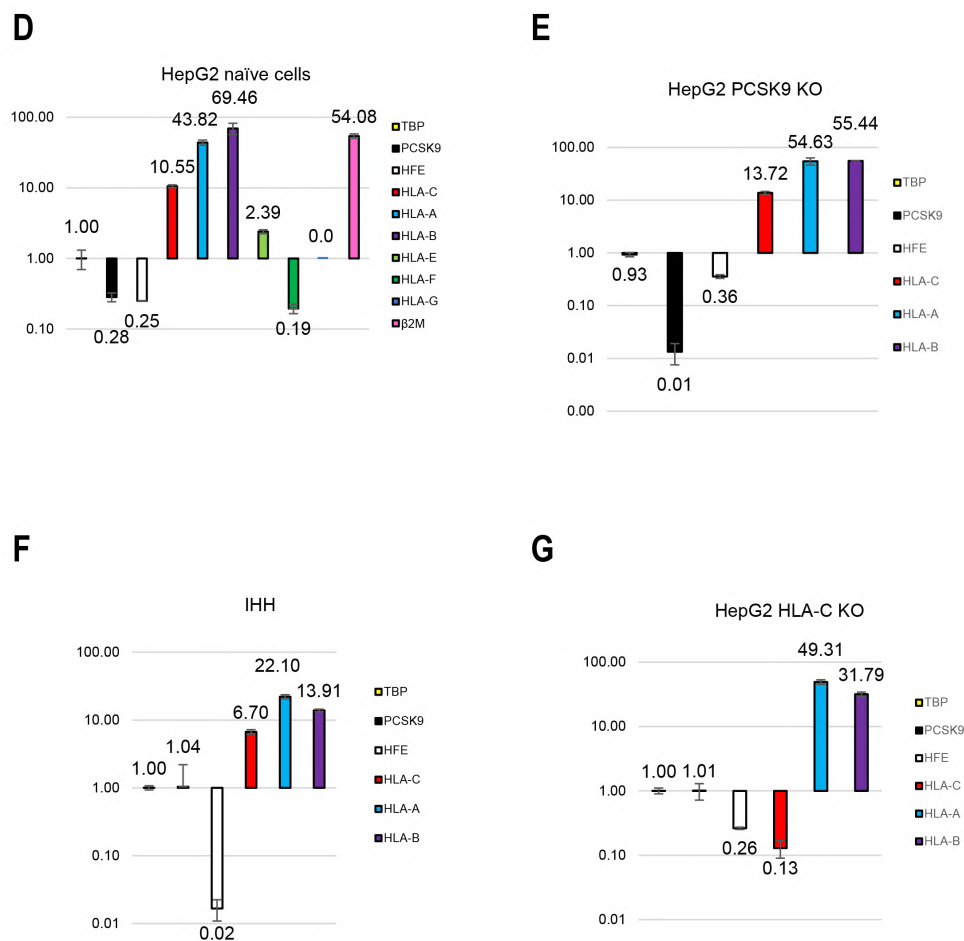 D
HepG2 naïve cells
100.00
10.00
1.00
0.10
1.00
0.28
0.25
10.55
43.82
69.46
2.39
0.19
0.0
54.08
TBP
PCSK9
HFE
HLA-C
HLA-A
HLA-B
HLA-E
HLA-F
HLA-G
β2M
E
HepG2 PCSK9 KO
100.00
10.00
1.00
0.10
0.01
0.00
0.93
0.01
0.36
13.72
54.63
55.44
TBP
PCSK9
HFE
HLA-C
HLA-A
HLA-B
F
IHH
100.00
10.00
1.00
0.10
0.01
1.00
1.04
0.02
6.70
22.10
13.91
TBP
PCSK9
HFE
HLA-C
HLA-A
HLA-B
G
HepG2 HLA-C KO
100.00
10.00
1.00
0.10
0.01
1.00
1.01
0.26
0.13
49.31
31.79
TBP
PCSK9
HFE
HLA-C
HLA-A
HLA-B